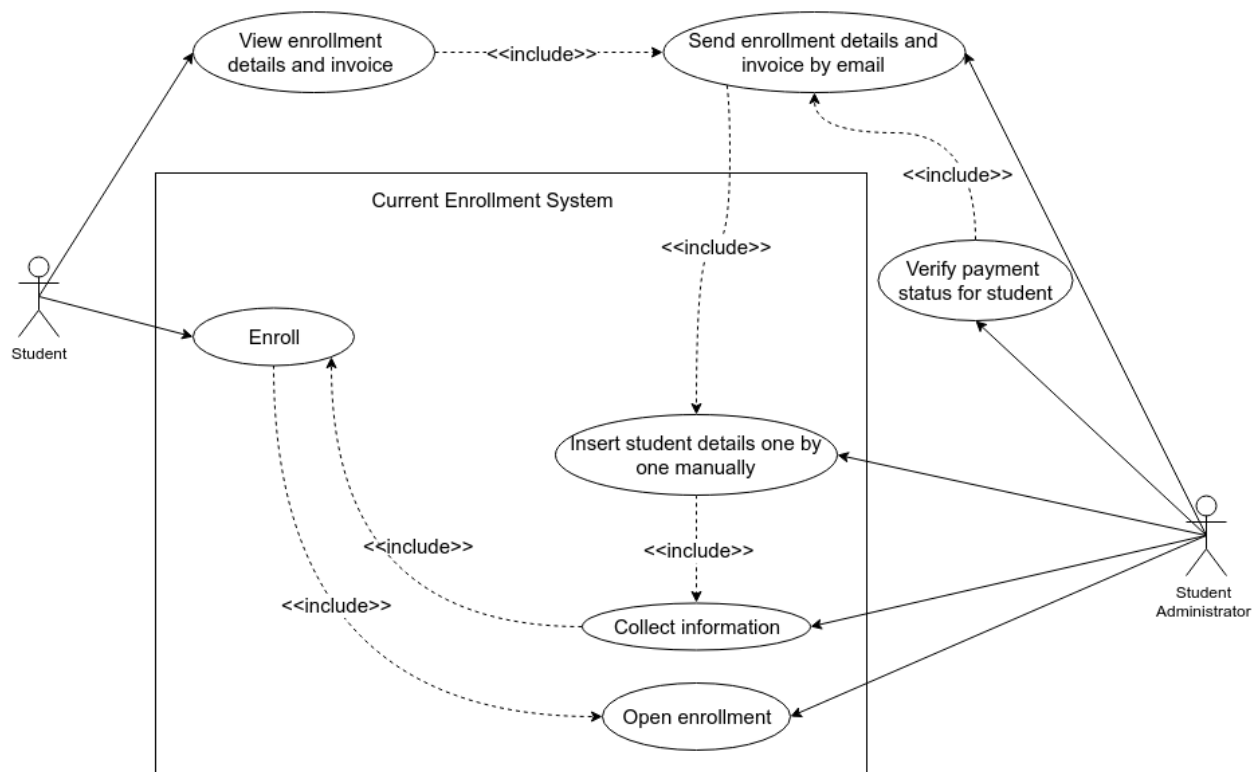 View enrollment
details and invoice
<<include>>
Send enrollment details and
invoice by email
<<include>>
Current Enrollment System
<<include>>
Verify payment
status for student
Student
Enroll
Insert student details one by
one manually
<<include>>
<<include>>
<<include>>
Collect information
Student
Administrator
Open enrollment